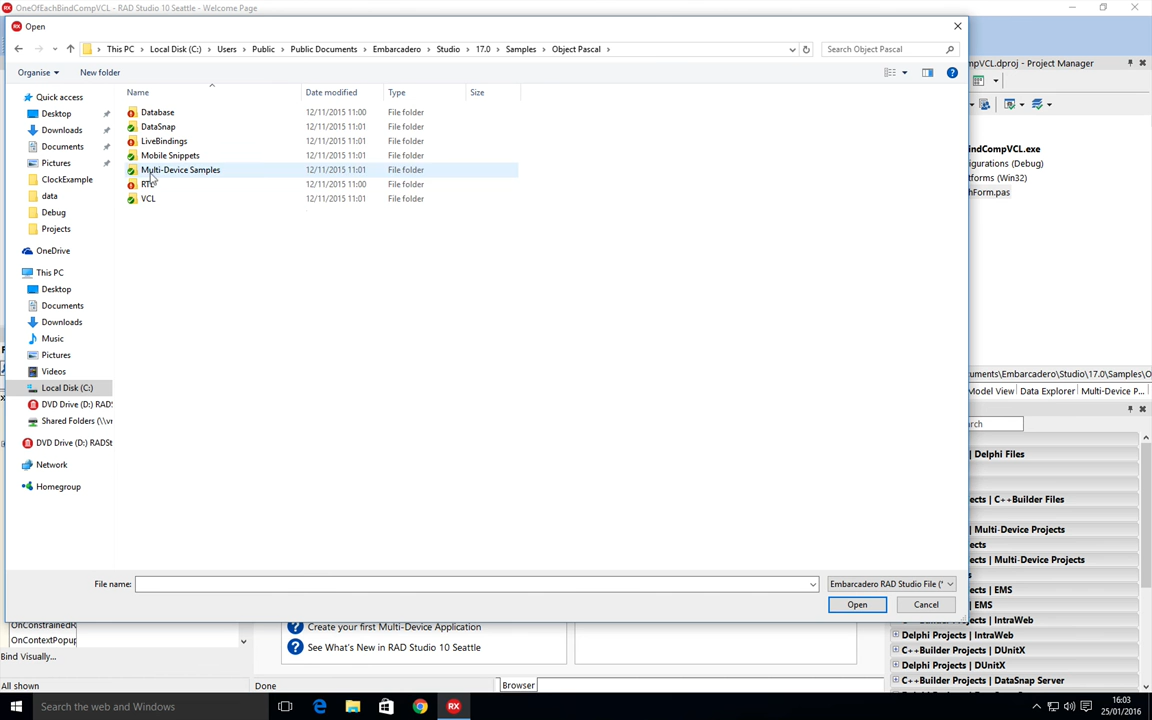 OneOfEachBindCompVCL - RAD Studio 10 Seattle - Welcome Page
Open
This PC
Local Disk (C:)
Users
Public
Public Documents
Embarcadero
Studio
17.0
Samples
Object Pascal
Search Object Pascal
Organise
New folder
Name
Date modified
Type
Size
Quick access
Desktop
Downloads
Documents
Pictures
ClockExample
data
Debug
Projects
OneDrive
This PC
Desktop
Documents
Downloads
Music
Pictures
Videos
Local Disk (C:)
DVD Drive (D:) RADS
Shared Folders (\\vr
DVD Drive (D:) RADSt
Network
Homegroup
Database 12/11/2015 11:00 File folder
DataSnap 12/11/2015 11:01 File folder
LiveBindings 12/11/2015 11:01 File folder
Mobile Snippets 12/11/2015 11:01 File folder
Multi-Device Samples 12/11/2015 11:01 File folder
RTL 12/11/2015 11:00 File folder
VCL 12/11/2015 11:01 File folder
File name:
Embarcadero RAD Studio File ("
Open
Cancel
mpVCL.dproj - Project Manager
indCompVCL.exe
igurations (Debug)
tforms (Win32)
hForm.pas
uments\Embarcadero\Studio\17.0\Samples\O
Model View
Data Explorer
Multi-Device P...
rch
| Delphi Files
ects | C++Builder Files
| Multi-Device Projects
ects
ects | Multi-Device Projects
ects | EMS
| EMS
C++Builder Projects | IntraWeb
Delphi Projects | IntraWeb
C++Builder Projects | DUnitX
Delphi Projects | DUnitX
C++Builder Projects | DataSnap Server
OnConstrainedR
OnContextPopup
Bind Visually...
All shown
Create your first Multi-Device Application
See What's New in RAD Studio 10 Seattle
Done
Browser
Search the web and Windows
RX
16:03
25/01/2016